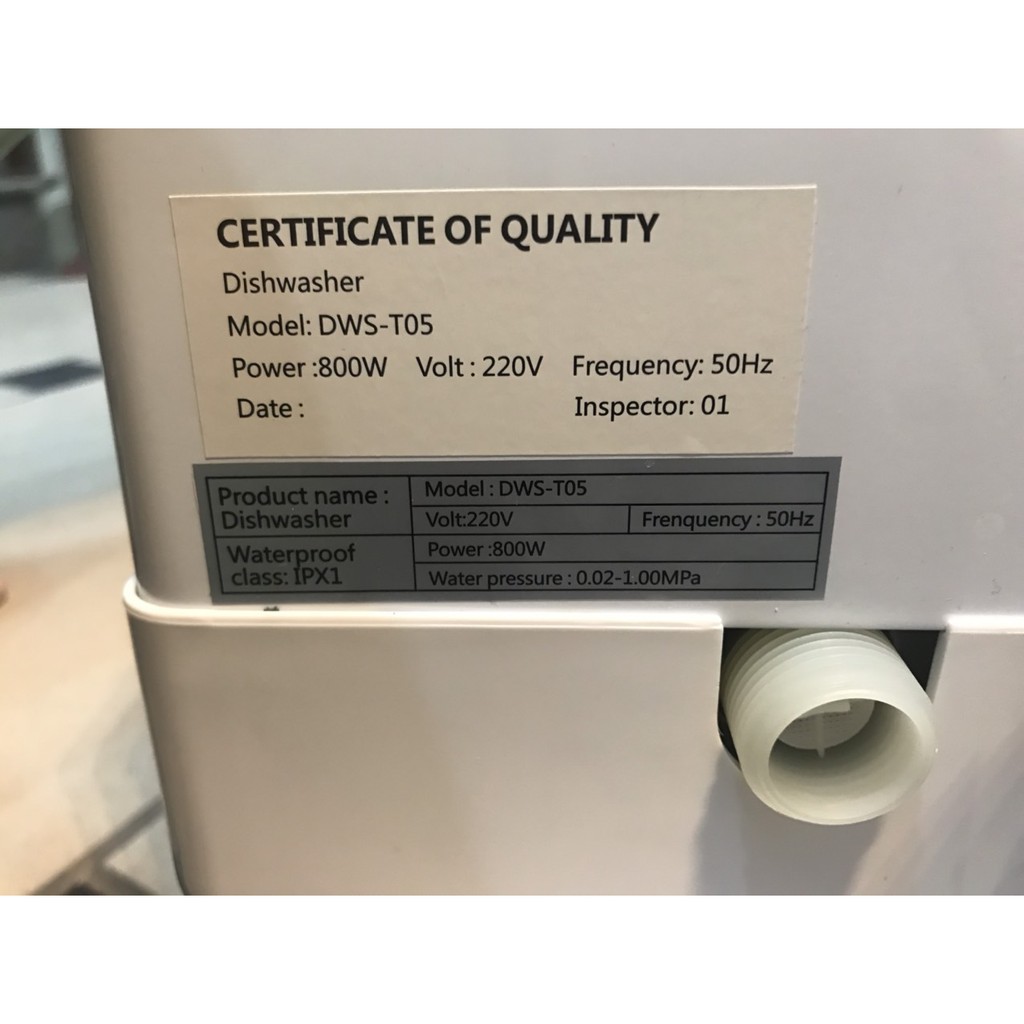 CERTIFICATE OF QUALITY
Dishwasher
Model: DWS-T05
Power :800W Volt : 220V Frequency: 50Hz
Date : Inspector: 01
Product name :
Dishwasher
Model : DWS-T05
Volt:220V Frenquency : 50Hz
Waterproof
class: IPX1
Power :800W
Water pressure : 0.02-1.00MPa